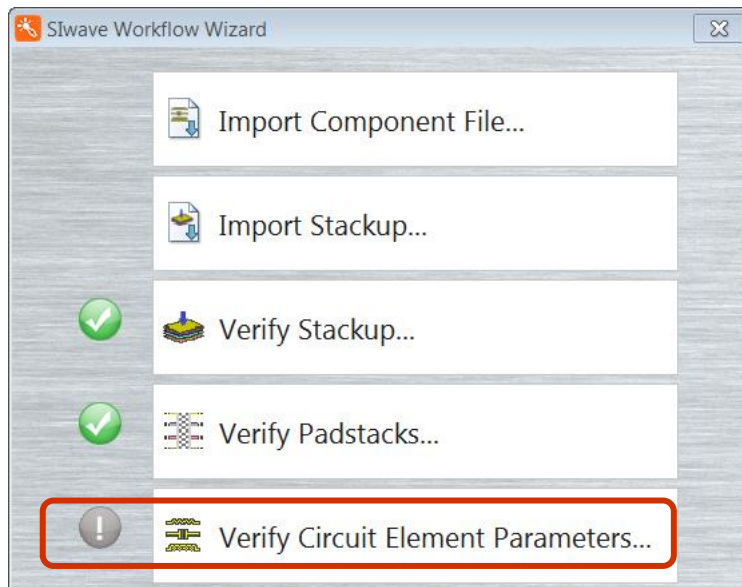 SIwave Workflow Wizard
Import Component File...
Import Stackup...
Verify Stackup...
Verify Padstacks...
Verify Circuit Element Parameters...